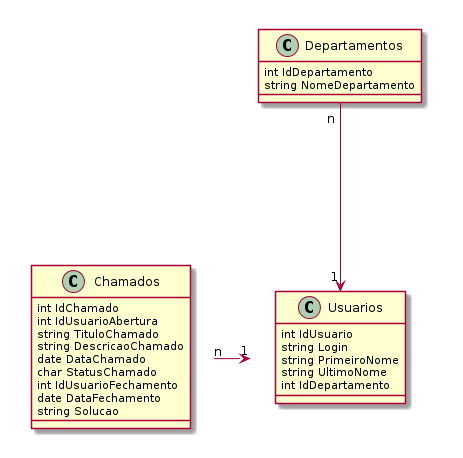 C Departamentos
int IdDepartamento
string NomeDepartamento
n
1
C Chamados
int IdChamado
int IdUsuarioAbertura
string TituloChamado
string DescricaoChamado
date DataChamado
char StatusChamado
int IdUsuarioFechamento
date DataFechamento
string Solucao
n 1
C Usuarios
int IdUsuario
string Login
string PrimeiroNome
string UltimoNome
int IdDepartamento